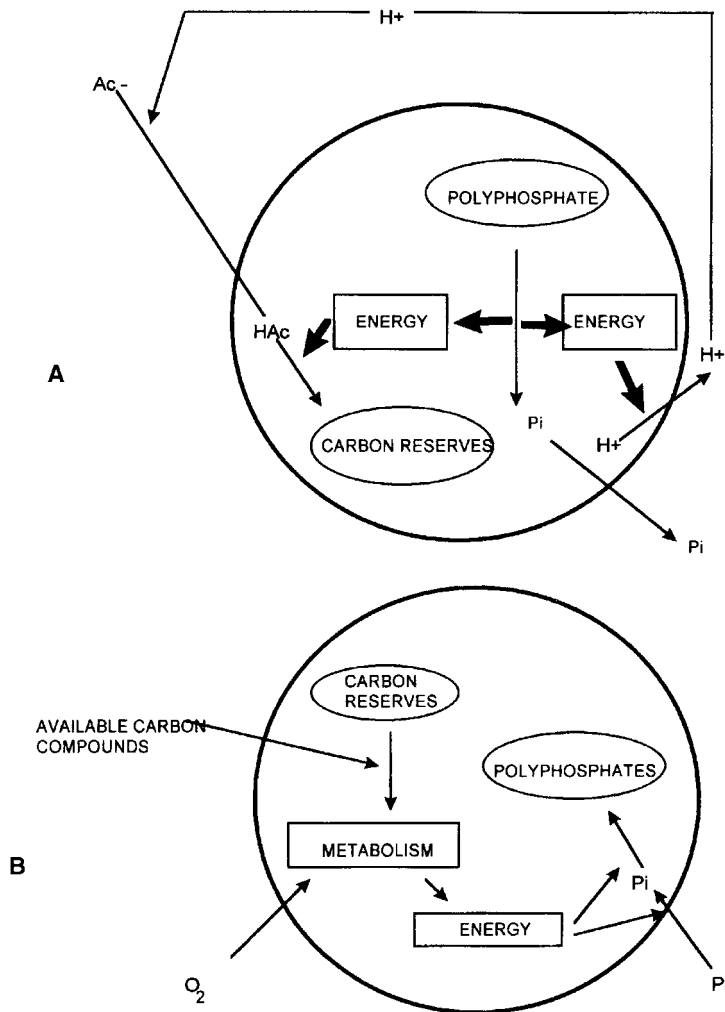 H+
Ac-
POLYPHOSPHATE
ENERGY
ENERGY
HAc
H+
A
Pi
CARBON RESERVES
H+
Pi
CARBON
RESERVES
AVAILABLE CARBON
COMPOUNDS
POLYPHOSPHATES
METABOLISM
B
Pi
ENERGY
O2
P